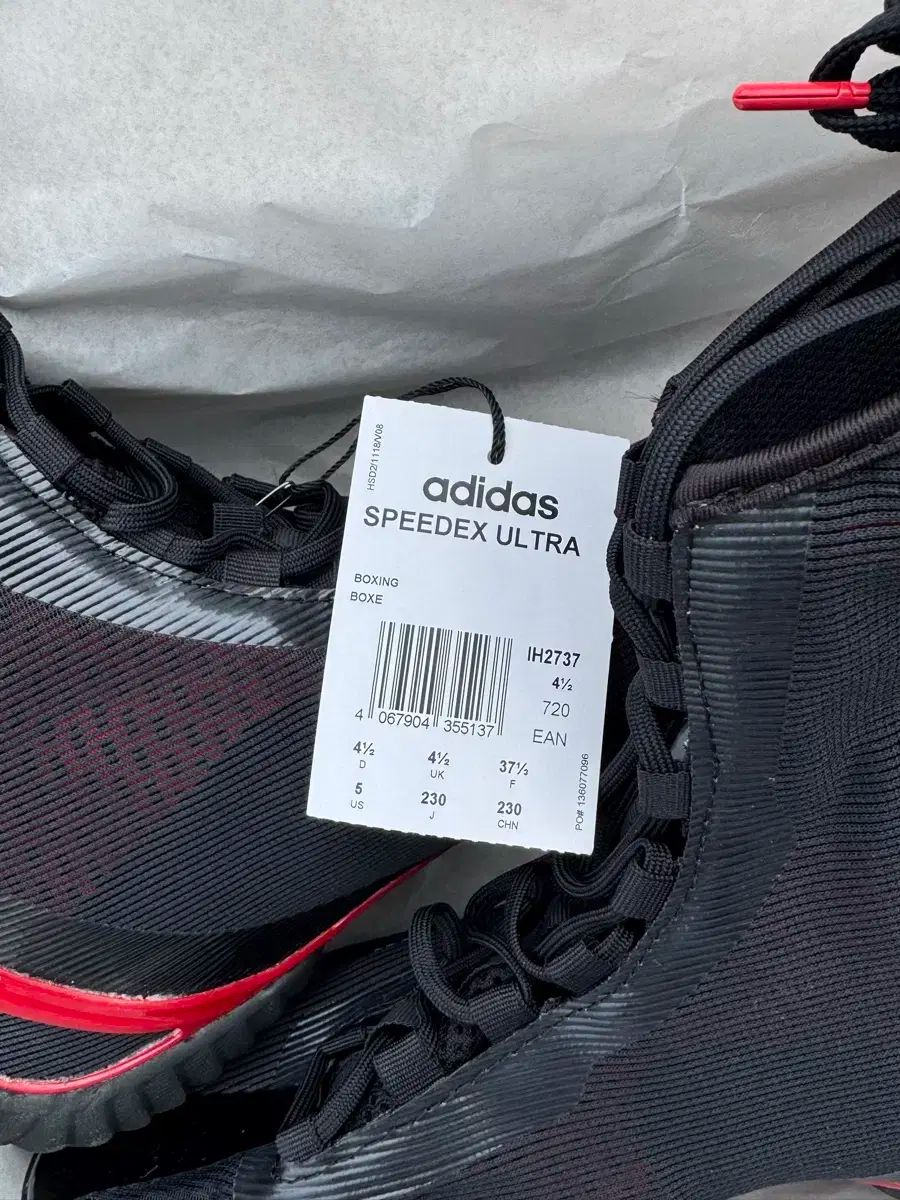 HSD2/1118/V08
adidas
SPEEDEX ULTRA
BOXING
BOXE
IH2737
4½
720
EAN
4 067904 355137
4½ 4½ 37⅓
D UK F
5 230 230
US J CHN
PO# 136077096